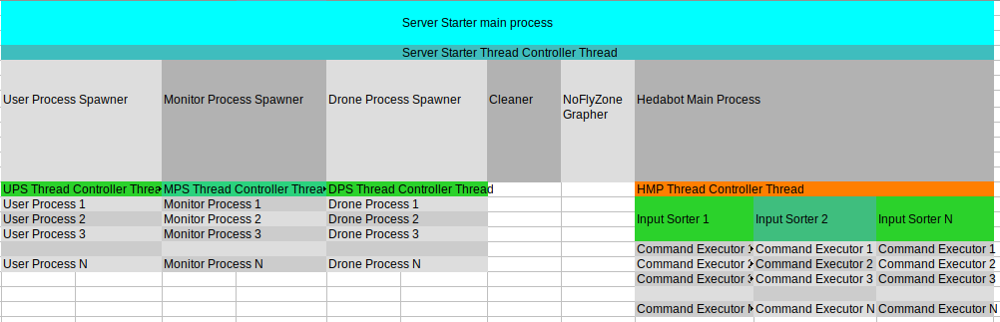 Server Starter main process
Server Starter Thread Controller Thread
User Process Spawner
Monitor Process Spawner
Drone Process Spawner
Cleaner
NoFlyZone
Grapher
Hedabot Main Process
UPS Thread Controller Threa
MPS Thread Controller Threa
DPS Thread Controller Thread
HMP Thread Controller Thread
User Process 1
Monitor Process 1
Drone Process 1
User Process 2
Monitor Process 2
Drone Process 2
User Process 3
Monitor Process 3
Drone Process 3
User Process N
Monitor Process N
Drone Process N
Input Sorter 1
Input Sorter 2
Input Sorter N
Command Executor
Command Executor 1
Command Executor 1
Command Executor
Command Executor 2
Command Executor 2
Command Executor
Command Executor 3
Command Executor 3
Command Executor
Command Executor N
Command Executor N